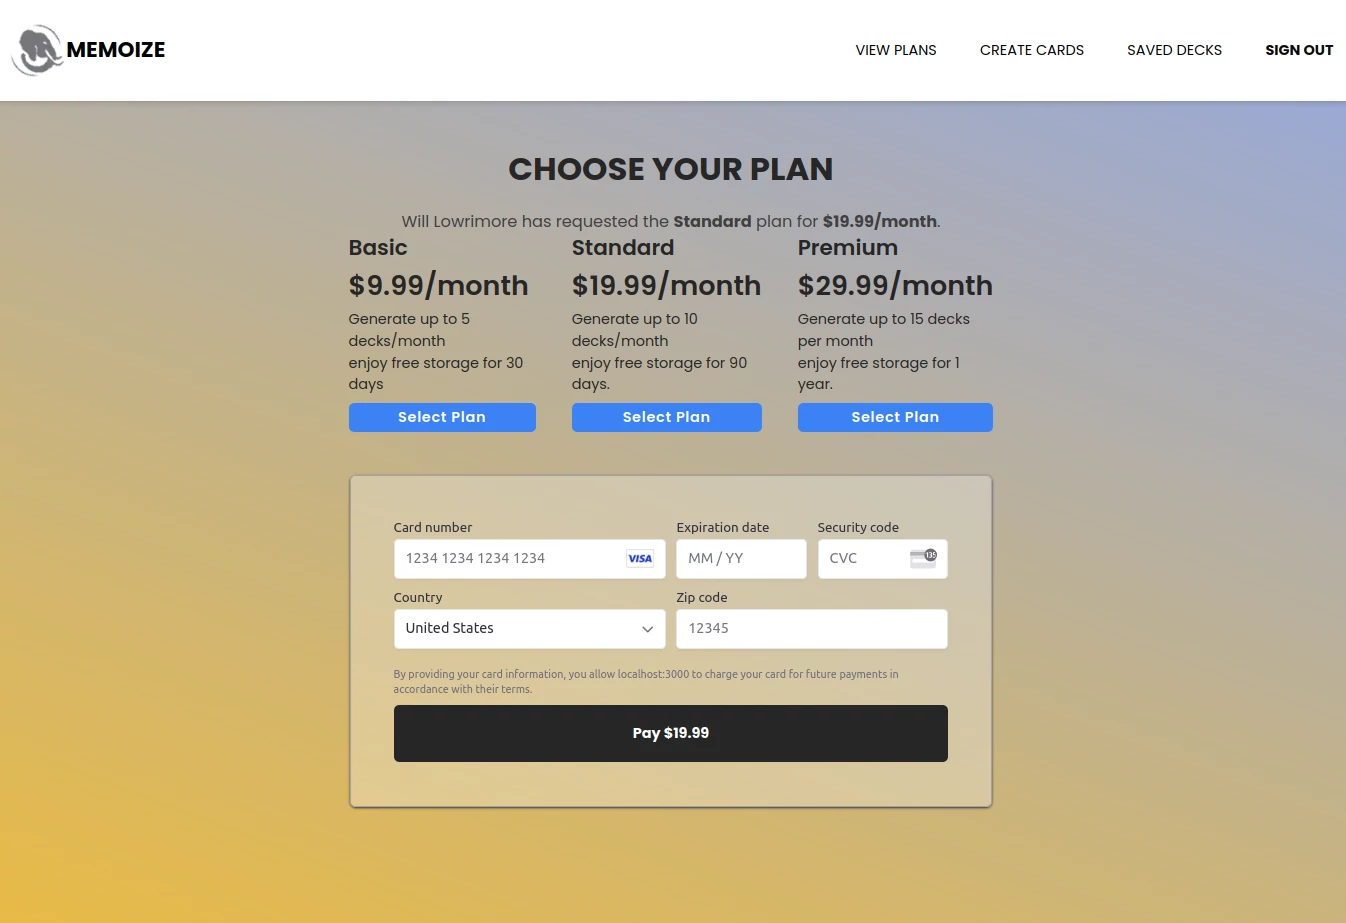 MEMOIZE
VIEW PLANS
CREATE CARDS
SAVED DECKS
SIGN OUT
CHOOSE YOUR PLAN
Will Lowrimore has requested the Standard plan for $19.99/month.
Basic
$9.99/month
Generate up to 5
decks/month
enjoy free storage for 30
days
Select Plan
Standard
$19.99/month
Generate up to 10
decks/month
enjoy free storage for 90
days.
Select Plan
Premium
$29.99/month
Generate up to 15 decks
per month
enjoy free storage for 1
year.
Select Plan
Card number
1234 1234 1234 1234
VISA
Expiration date
MM / YY
Security code
CVC
135
Country
United States
Zip code
12345
By providing your card information, you allow localhost:3000 to charge your card for future payments in
accordance with their terms.
Pay $19.99